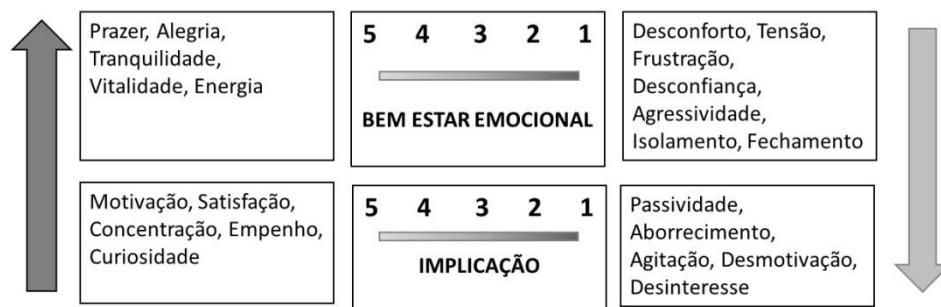 Prazer, Alegria,
Tranquilidade,
Vitalidade, Energia
5 4 3 2 1
BEM ESTAR EMOCIONAL
Desconforto, Tensão,
Frustração,
Desconfiança,
Agressividade,
Isolamento, Fechamento
Motivação, Satisfação,
Concentração, Empenho,
Curiosidade
5 4 3 2 1
IMPLICAÇÃO
Passividade,
Aborrecimento,
Agitação, Desmotivação,
Desinteresse